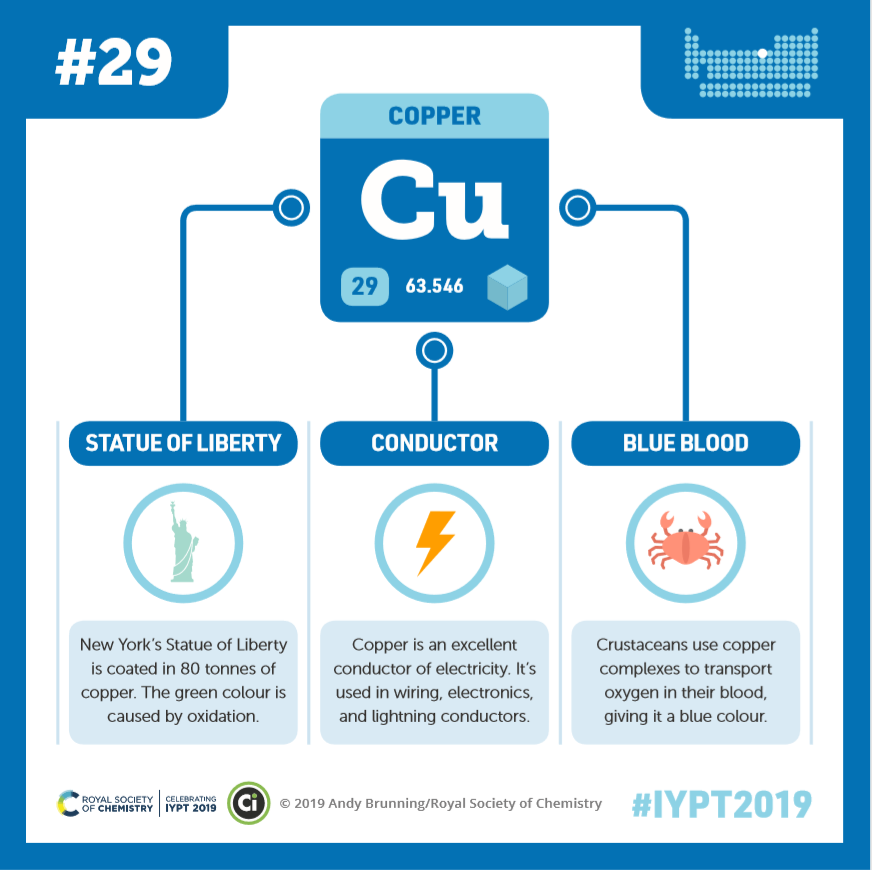 #29
COPPER
Cu
29 63.546
STATUE OF LIBERTY
New York's Statue of Liberty
is coated in 80 tonnes of
copper. The green colour is
caused by oxidation.
CONDUCTOR
Copper is an excellent
conductor of electricity. It's
used in wiring, electronics,
and lightning conductors.
BLUE BLOOD
Crustaceans use copper
complexes to transport
oxygen in their blood,
giving it a blue colour.
ROYAL SOCIETY
OF CHEMISTRY
CELEBRATING
IYPT 2019
Ci
© 2019 Andy Brunning/Royal Society of Chemistry
#IYPT2019